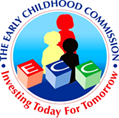 • THE EARLY CHILDHOOD COMMISSION •
E C C
Investing Today For Tomorrow